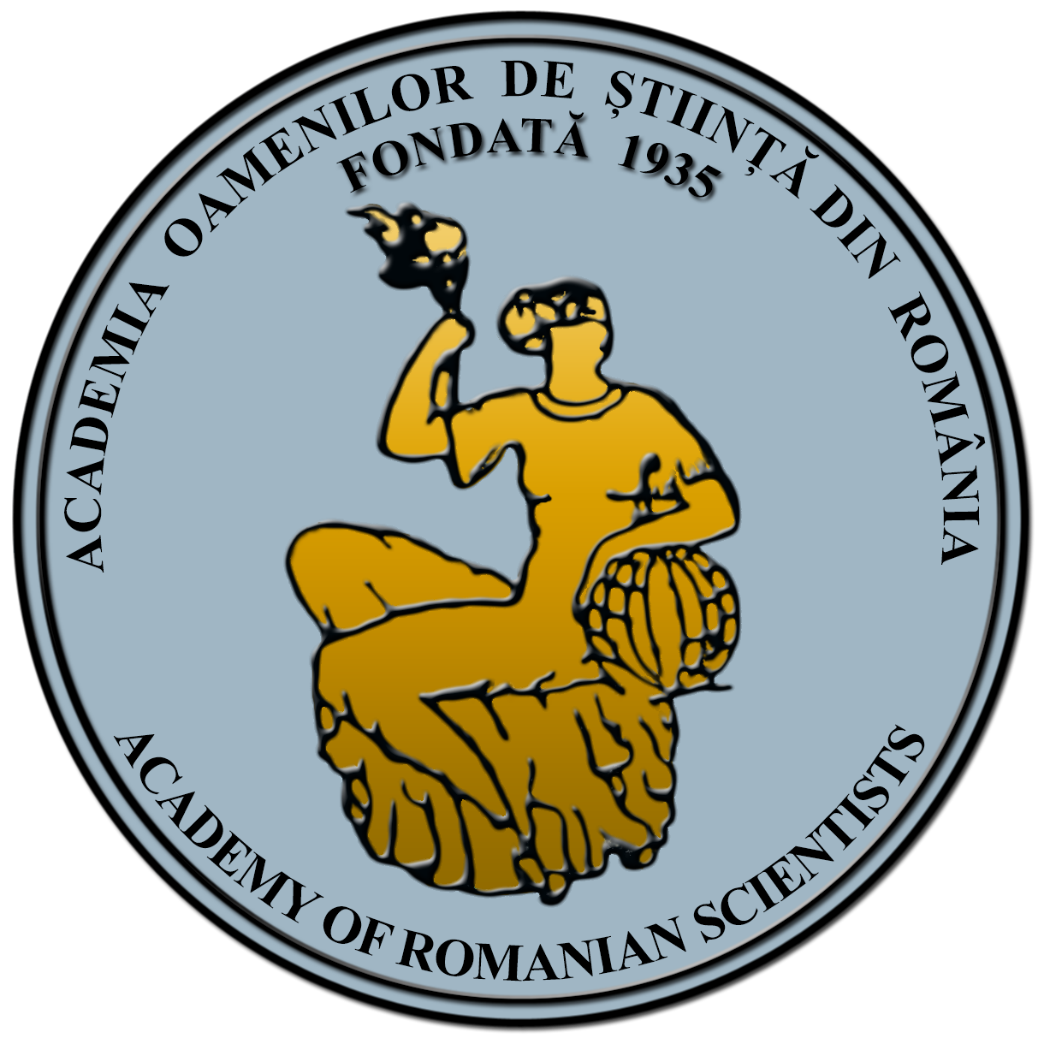 ACADEMIA OAMENILOR DE ȘTIINȚĂ DIN ROMÂNIA
FONDATĂ 1935
ACADEMY OF ROMANIAN SCIENTISTS